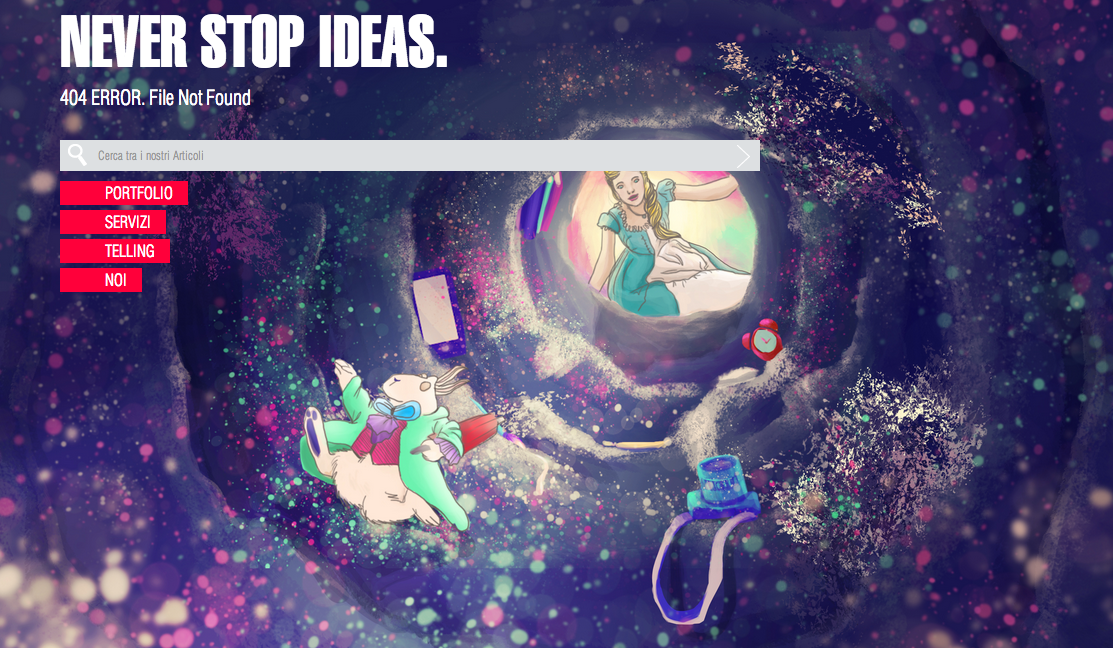 NEVER STOP IDEAS.
404 ERROR. File Not Found
Cerca tra i nostri Articoli
PORTFOLIO
SERVIZI
TELLING
NOI